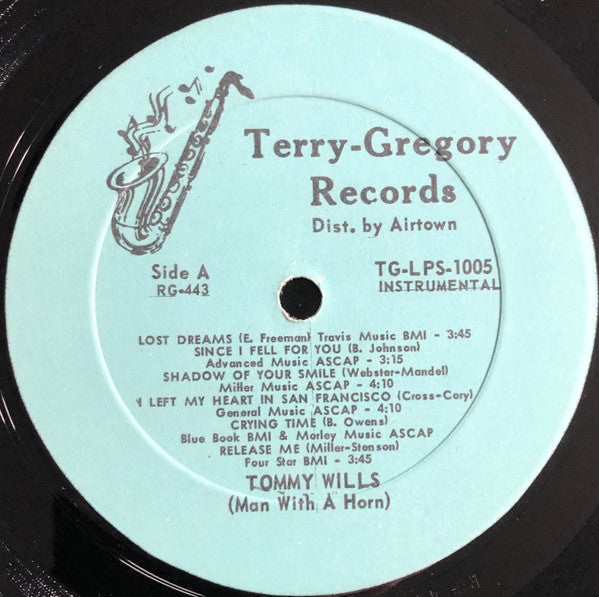 Terry-Gregory
Records
Dist. by Airtown
Side A
RG-443
TG-LPS-1005
INSTRUMENTAL
LOST DREAMS (E. Freeman) Travis Music BMI - 3:45
SINCE I FELL FOR YOU (B. Johnson)
Advanced Music ASCAP - 3:15
SHADOW OF YOUR SMILE (Webster-Mandel)
Miller Music ASCAP - 4:10
I LEFT MY HEART IN SAN FRANCISCO (Cross-Cory)
General Music ASCAP - 4:10
CRYING TIME (B. Owens)
Blue Book BMI & Morley Music ASCAP
RELEASE ME (Miller-Stenson)
Four Star BMI - 3:45
TOMMY WILLS
(Man With A Horn)